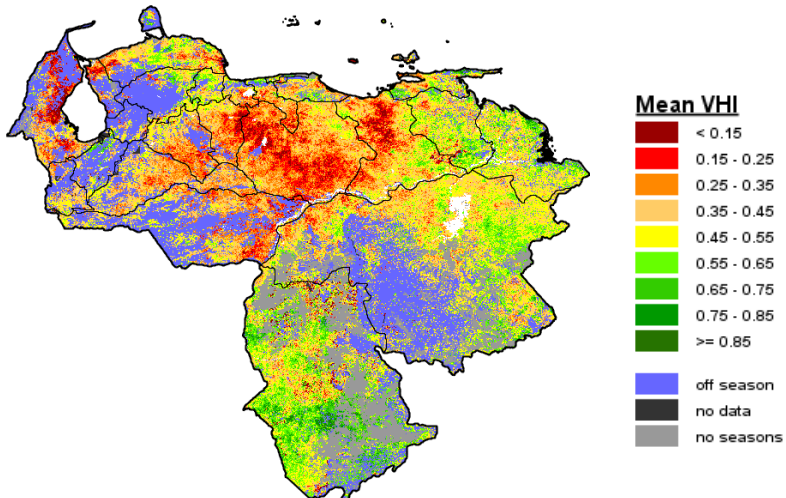 Mean VHI
< 0.15
0.15 - 0.25
0.25 - 0.35
0.35 - 0.45
0.45 - 0.55
0.55 - 0.65
0.65 - 0.75
0.75 - 0.85
>= 0.85
off season
no data
no seasons